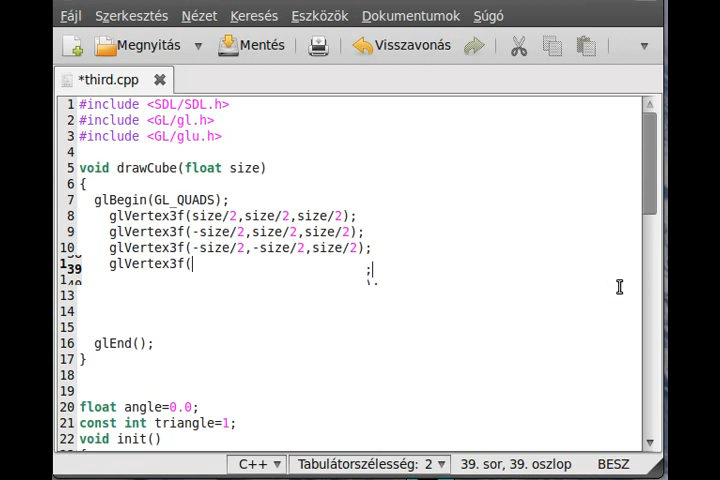 Fájl Szerkesztés Nézet Keresés Eszközök Dokumentumok Súgó
Megnyitás Mentés Visszavonás
*third.cpp
1 #include <SDL/SDL.h>
2 #include <GL/gl.h>
3 #include <GL/glu.h>
4
5 void drawCube(float size)
6 {
7 glBegin(GL_QUADS);
8 glVertex3f(size/2,size/2,size/2);
9 glVertex3f(-size/2,size/2,size/2);
10 glVertex3f(-size/2,-size/2,size/2);
glVertex3f(
39 ;
13
14
15
16 glEnd();
17 }
18
19
20 float angle=0.0;
21 const int triangle=1;
22 void init()
C++ Tabulátorszélesség: 2 39. sor, 39. oszlop BESZ